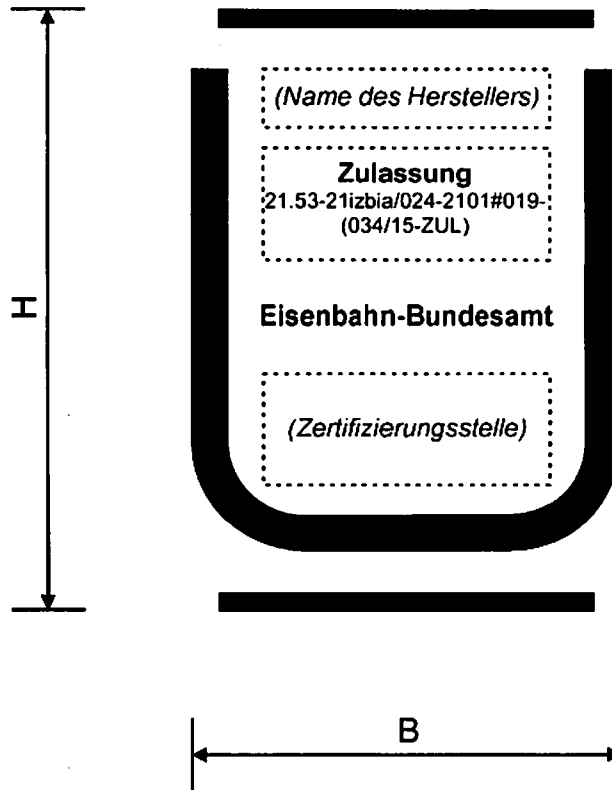 (Name des Herstellers)
Zulassung
21.53-21izbia/024-2101#019-
(034/15-ZUL)
H
Eisenbahn-Bundesamt
(Zertifizierungsstelle)
B